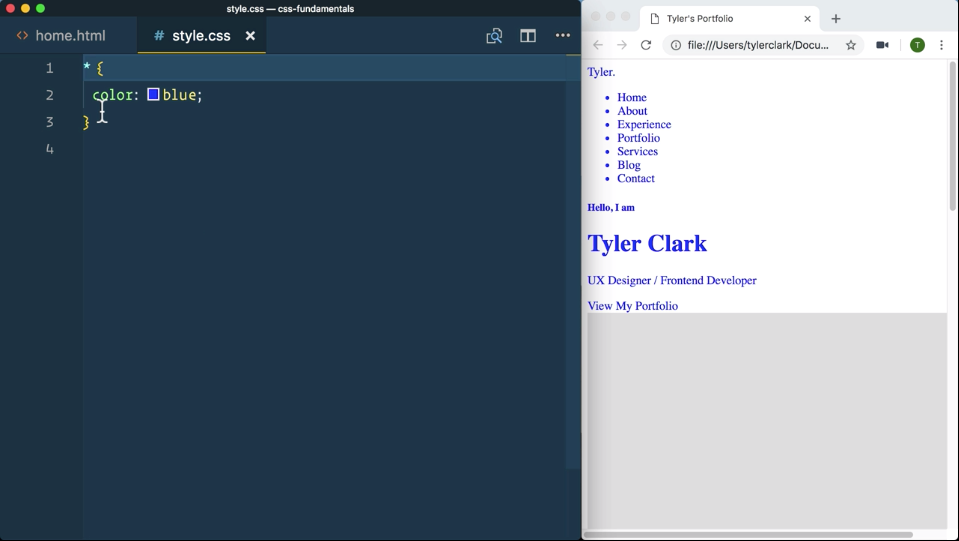 style.css — css-fundamentals
<> home.html # style.css ×
1 * {
2 color: blue;
3 }
4
Tyler's Portfolio × +
file:///Users/tylerclark/Docu...
T
Tyler.
• Home
• About
• Experience
• Portfolio
• Services
• Blog
• Contact
Hello, I am
Tyler Clark
UX Designer / Frontend Developer
View My Portfolio